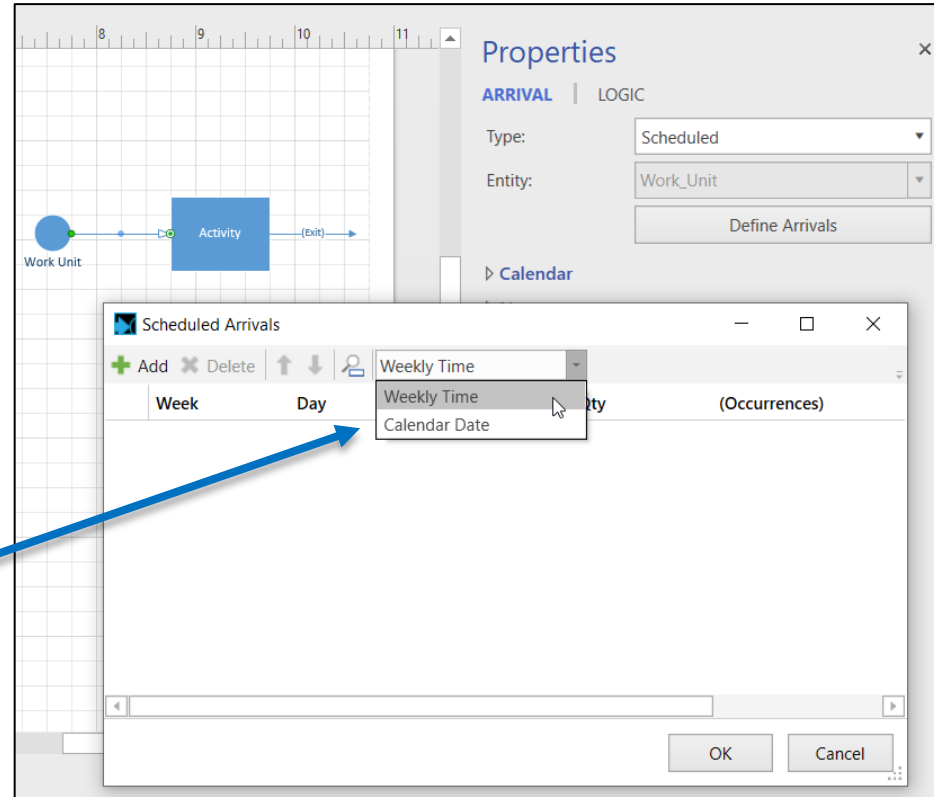 8 9 10 11
Properties
ARRIVAL | LOGIC
Type: Scheduled
Entity: Work_Unit
Define Arrivals
Calendar
Work Unit
Activity
(Exit)
Scheduled Arrivals
Add Delete Weekly Time
Week Day Qty (Occurrences)
Weekly Time
Calendar Date
OK Cancel